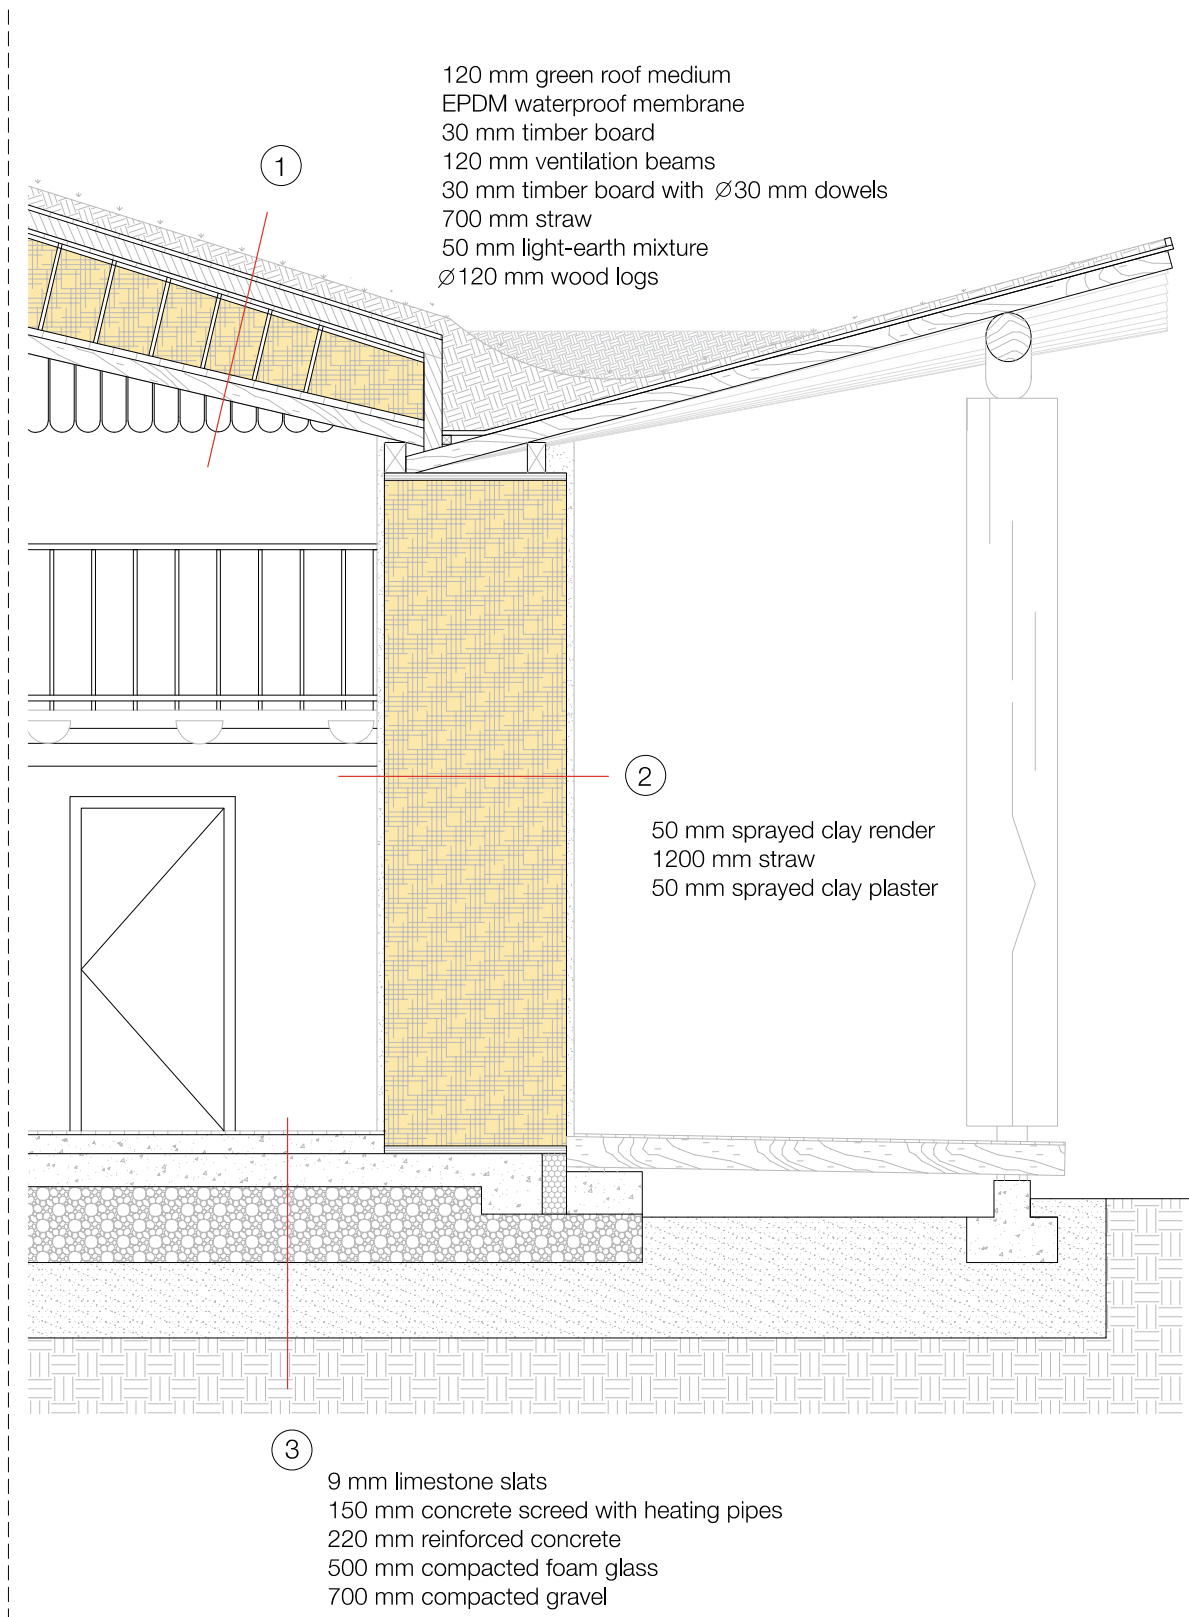 120 mm green roof medium
EPDM waterproof membrane
30 mm timber board
120 mm ventilation beams
30 mm timber board with ∅30 mm dowels
700 mm straw
50 mm light-earth mixture
∅120 mm wood logs
1
2
50 mm sprayed clay render
1200 mm straw
50 mm sprayed clay plaster
3
9 mm limestone slats
150 mm concrete screed with heating pipes
220 mm reinforced concrete
500 mm compacted foam glass
700 mm compacted gravel